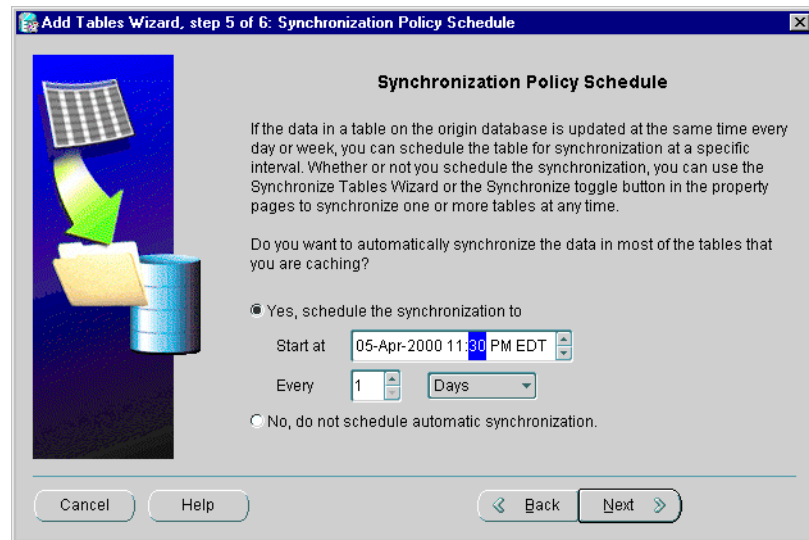 Add Tables Wizard, step 5 of 6: Synchronization Policy Schedule
Synchronization Policy Schedule
If the data in a table on the origin database is updated at the same time every
day or week, you can schedule the table for synchronization at a specific
interval. Whether or not you schedule the synchronization, you can use the
Synchronize Tables Wizard or the Synchronize toggle button in the property
pages to synchronize one or more tables at any time.
Do you want to automatically synchronize the data in most of the tables that
you are caching?
Yes, schedule the synchronization to
Start at 05-Apr-2000 11:30 PM EDT
Every 1 Days
No, do not schedule automatic synchronization.
Cancel Help Back Next